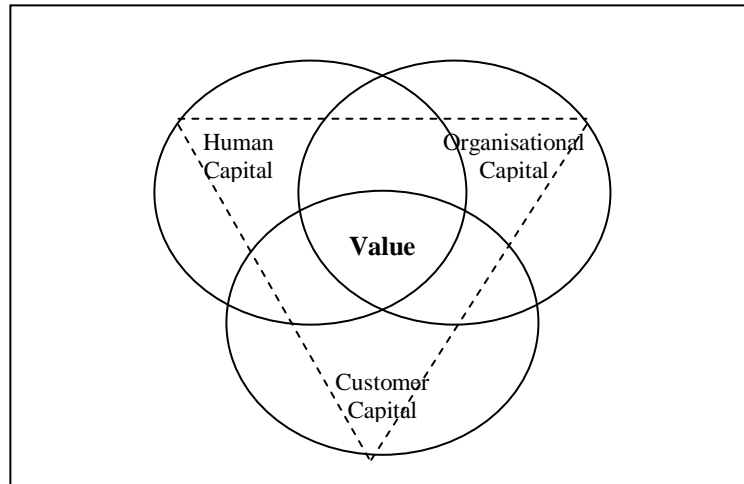 Human
Capital
Organisational
Capital
Value
Customer
Capital